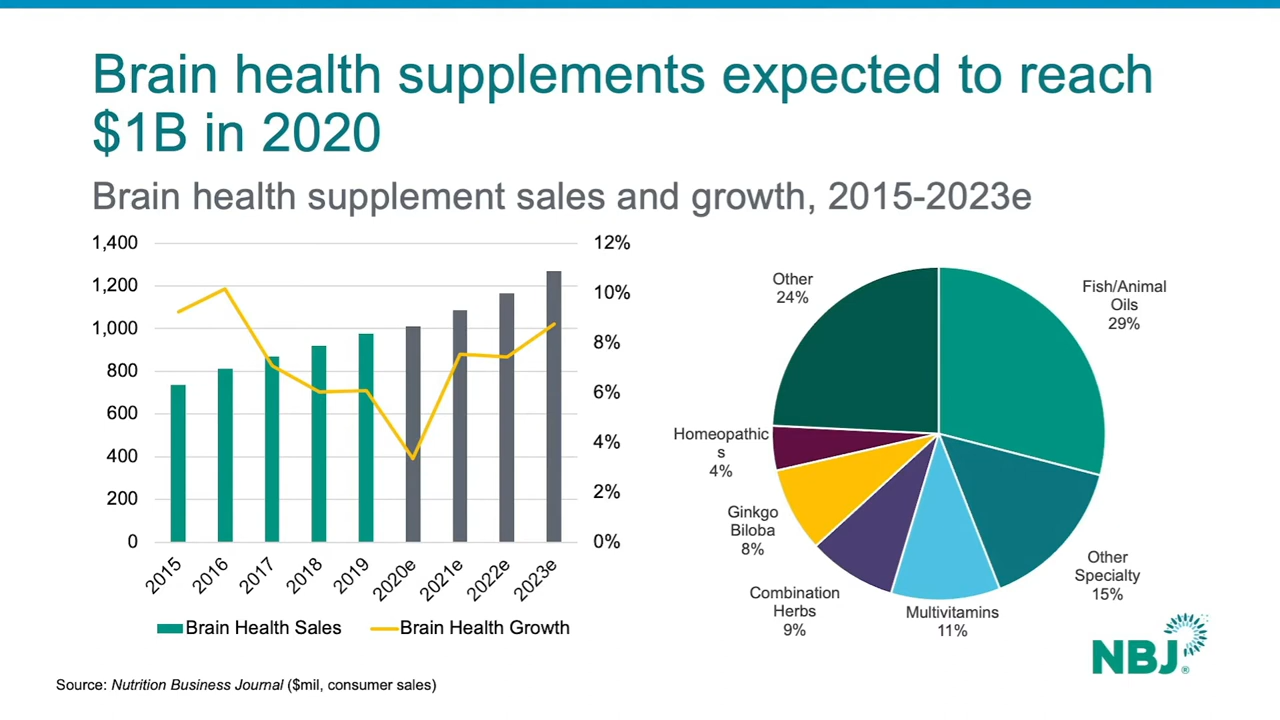 Brain health supplements expected to reach
$1B in 2020
Brain health supplement sales and growth, 2015-2023e
1,400
1,200
1,000
800
600
400
200
0
12%
10%
8%
6%
4%
2%
0%
2015
2016
2017
2018
2019
2020e
2021e
2022e
2023e
Brain Health Sales
Brain Health Growth
Other
24%
Fish/Animal
Oils
29%
Homeopathic
s
4%
Ginkgo
Biloba
8%
Combination
Herbs
9%
Multivitamins
11%
Other
Specialty
15%
NBJ®
Source: Nutrition Business Journal ($mil, consumer sales)